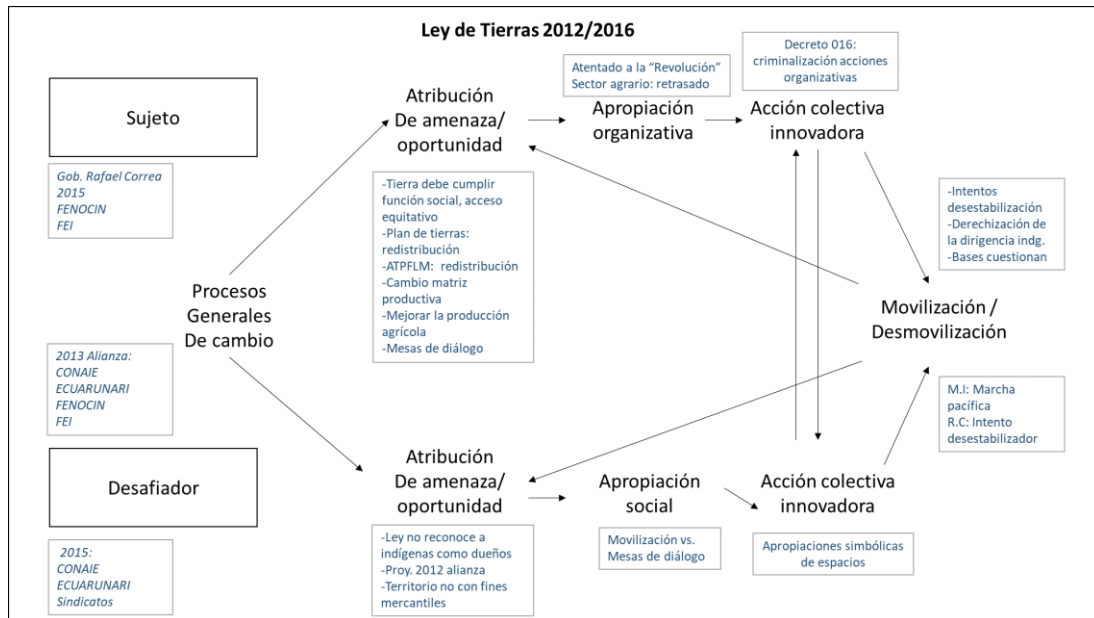 Ley de Tierras 2012/2016
Sujeto
Gob. Rafael Correa
2015
FENOCIN
FEI
Procesos
Generales
De cambio
2013 Alianza:
CONAIE
ECUARUNARI
FENOCIN
FEI
Desafiador
2015:
CONAIE
ECUARUNARI
Sindicatos
Atribución
De amenaza/
oportunidad
-Tierra debe cumplir
función social, acceso
equitativo
-Plan de tierras:
redistribución
-ATPFLM: redistribución
-Cambio matriz
productiva
-Mejorar la producción
agrícola
-Mesas de diálogo
Atentado a la "Revolución"
Sector agrario: retrasado
Apropiación
organizativa
Decreto 016:
criminalización acciones
organizativas
Acción colectiva
innovadora
-Intentos
desestabilización
-Derechización de
la dirigencia indg.
-Bases cuestionan
Movilización /
Desmovilización
M.I: Marcha
pacífica
R.C: Intento
desestabilizador
Atribución
De amenaza/
oportunidad
-Ley no reconoce a
indígenas como dueños
-Proy. 2012 alianza
-Territorio no con fines
mercantiles
Apropiación
social
Movilización vs.
Mesas de diálogo
Acción colectiva
innovadora
Apropiaciones simbólicas
de espacios